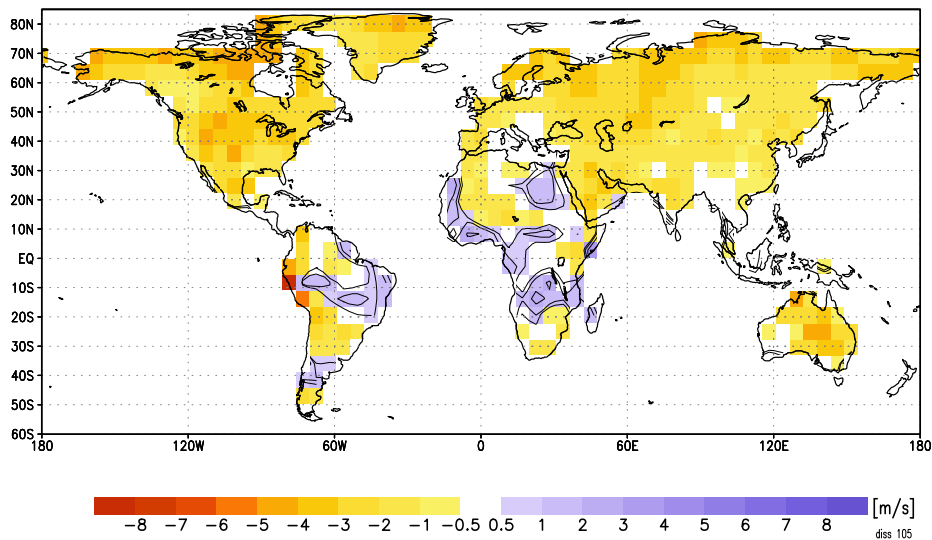 80N
70N
60N
50N
40N
30N
20N
10N
EQ
10S
20S
30S
40S
50S
60S
180 120W 60W 0 60E 120E 180
−8 −7 −6 −5 −4 −3 −2 −1 −0.5 0.5 1 2 3 4 5 6 7 8 [m/s]
diss 105